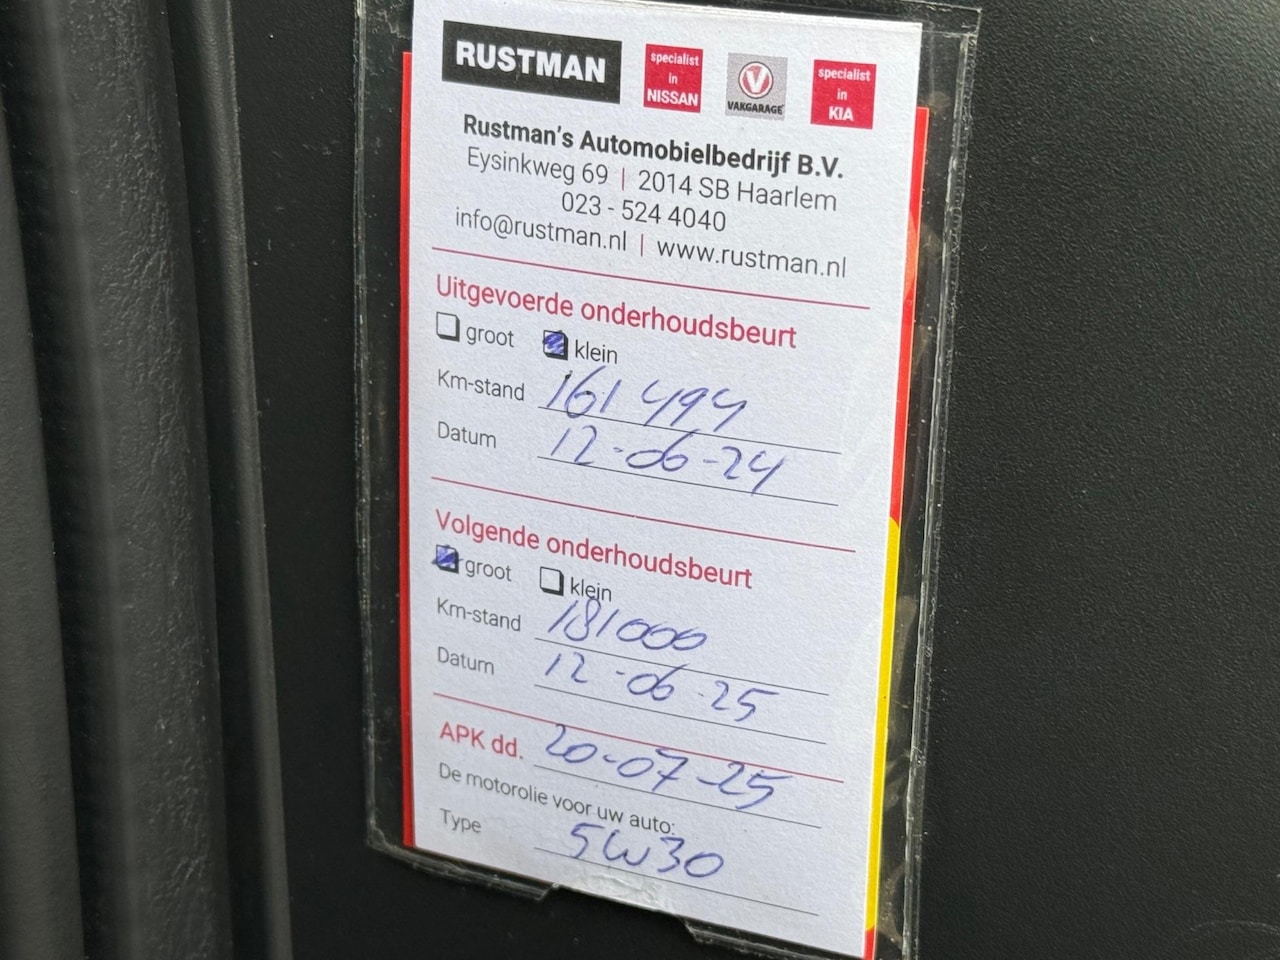 RUSTMAN
specialist
in
NISSAN
VAKGARAGE
specialist
in
KIA
Rustman's Automobielbedrijf B.V.
Eysinkweg 69 | 2014 SB Haarlem
023 - 524 4040
info@rustman.nl | www.rustman.nl
Uitgevoerde onderhoudsbeurt
groot klein
Km-stand 161 494
Datum 12-06-24
Volgende onderhoudsbeurt
groot klein
Km-stand 181000
Datum 12-06-25
APK dd. 20-07-25
De motorolie voor uw auto:
Type 5W30